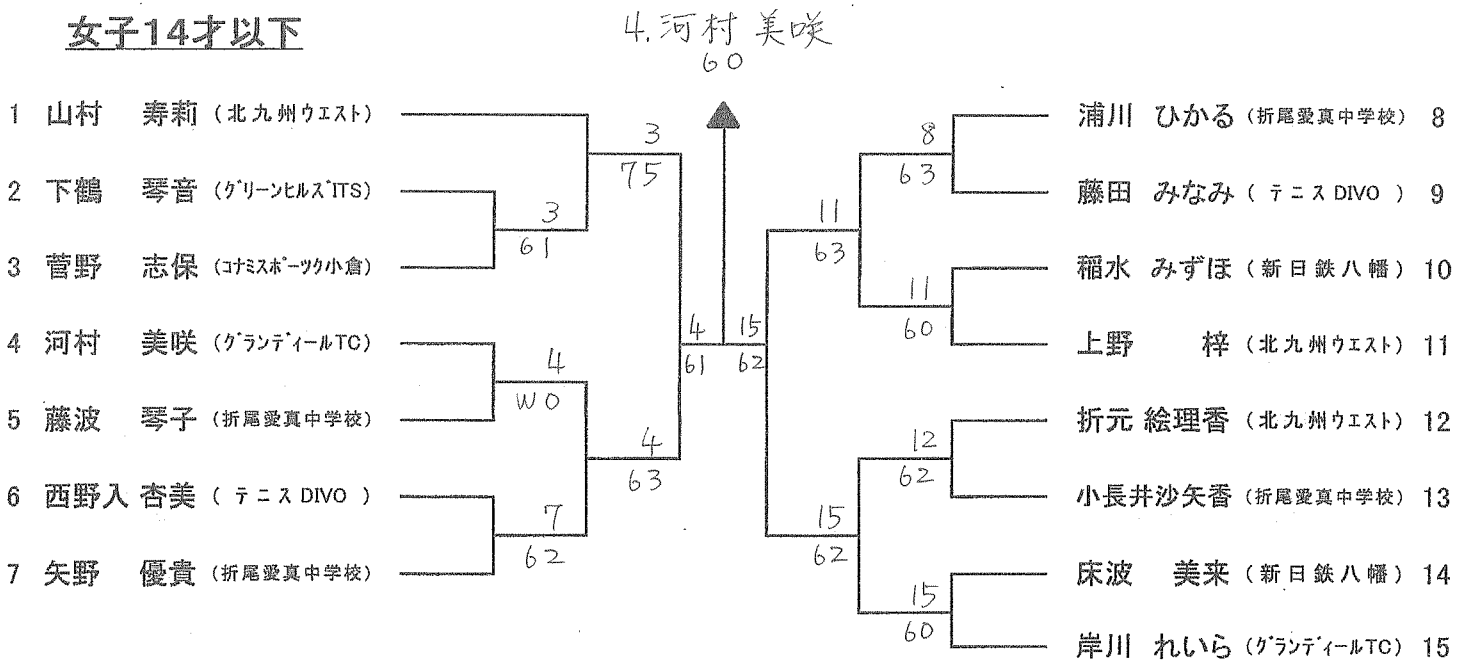 女子14才以下
4.河村 美咲
60
1 山村 寿莉 (北九州ウエスト)
2 下鶴 琴音 (グリーンヒルズITS)
3 菅野 志保 (コナミスポーツク小倉)
4 河村 美咲 (グランディールTC)
5 藤波 琴子 (折尾愛真中学校)
6 西野入 杏美 ( テニス DIVO )
7 矢野 優貴 (折尾愛真中学校)
3
75
3
61
4
WO
4
63
7
62
4
61
15
62
11
63
8
63
11
60
12
62
15
62
15
60
浦川 ひかる (折尾愛真中学校) 8
藤田 みなみ ( テニス DIVO ) 9
稲水 みずほ (新日鉄八幡) 10
上野 梓 (北九州ウエスト) 11
折元 絵理香 (北九州ウエスト) 12
小長井沙矢香 (折尾愛真中学校) 13
床波 美来 (新日鉄八幡) 14
岸川 れいら (グランディールTC) 15